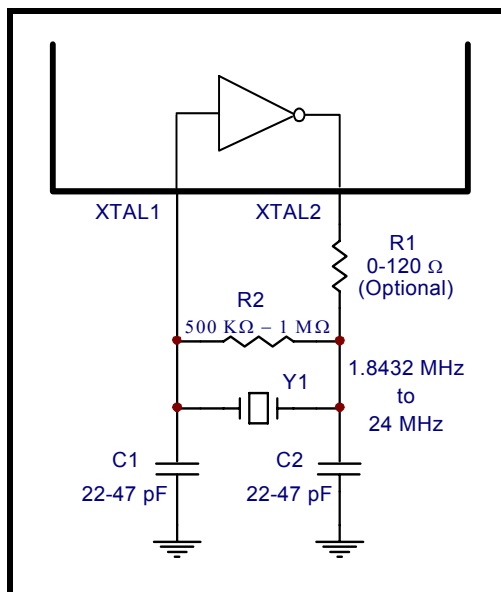 XTAL1
XTAL2
R1
0-120 Ω
(Optional)
R2
500 KΩ – 1 MΩ
Y1
1.8432 MHz
to
24 MHz
C1
22-47 pF
C2
22-47 pF